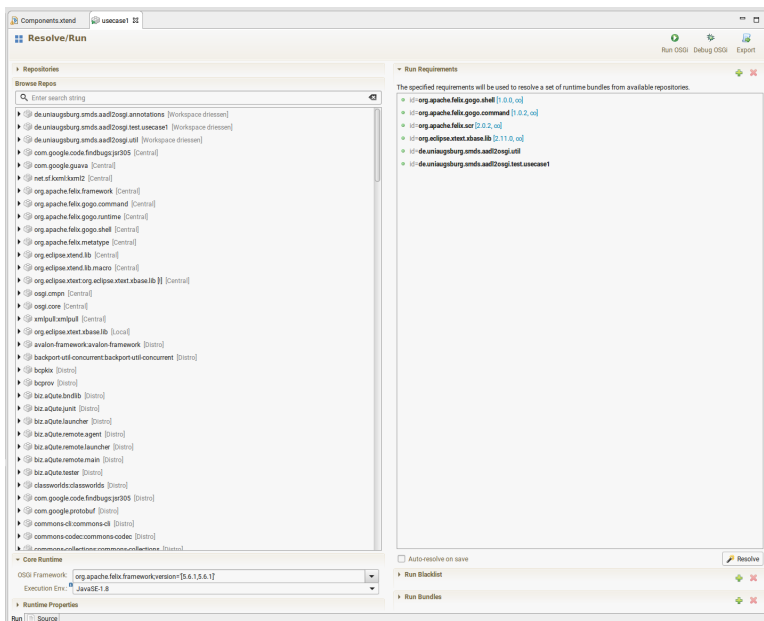 Components.xtend
usecase1
Resolve/Run
Run OSGi Debug OSGi Export
Repositories
Browse Repos
Enter search string
de.uniaugsburg.smds.aadl2osgi.annotations [Workspace driessen]
de.uniaugsburg.smds.aadl2osgi.test.usecase1 [Workspace driessen]
de.uniaugsburg.smds.aadl2osgi.util [Workspace driessen]
com.google.code.findbugs:jsr305 [Central]
com.google.guava [Central]
net.sf.kxml:kxml2 [Central]
org.apache.felix.framework [Central]
org.apache.felix.gogo.command [Central]
org.apache.felix.gogo.runtime [Central]
org.apache.felix.gogo.shell [Central]
org.apache.felix.metatype [Central]
org.eclipse.xtend.lib [Central]
org.eclipse.xtend.lib.macro [Central]
org.eclipse.xtext:org.eclipse.xtext.xbase.lib [!] [Central]
osgi.cmpn [Central]
osgi.core [Central]
xmlpull:xmlpull [Central]
org.eclipse.xtext.xbase.lib [Local]
avalon-framework:avalon-framework [Distro]
backport-util-concurrent:backport-util-concurrent [Distro]
bcpkix [Distro]
bcprov [Distro]
biz.aQute.bndlib [Distro]
biz.aQute.junit [Distro]
biz.aQute.launcher [Distro]
biz.aQute.remote.agent [Distro]
biz.aQute.remote.launcher [Distro]
biz.aQute.remote.main [Distro]
biz.aQute.tester [Distro]
classworlds:classworlds [Distro]
com.google.code.findbugs:jsr305 [Distro]
com.google.protobuf [Distro]
commons-cli:commons-cli [Distro]
commons-codec:commons-codec [Distro]
commons-collections:commons-collections [Distro]
Core Runtime
OSGi Framework: org.apache.felix.framework;version='[5.6.1,5.6.1]'
Execution Env.: JavaSE-1.8
Runtime Properties
Run Source
Run Requirements
The specified requirements will be used to resolve a set of runtime bundles from available repositories.
id=org.apache.felix.gogo.shell [1.0.0, ∞]
id=org.apache.felix.gogo.command [1.0.2, ∞]
id=org.apache.felix.scr [2.0.2, ∞]
id=org.eclipse.xtext.xbase.lib [2.11.0, ∞]
id=de.uniaugsburg.smds.aadl2osgi.util
id=de.uniaugsburg.smds.aadl2osgi.test.usecase1
Auto-resolve on save
Resolve
Run Blacklist
Run Bundles